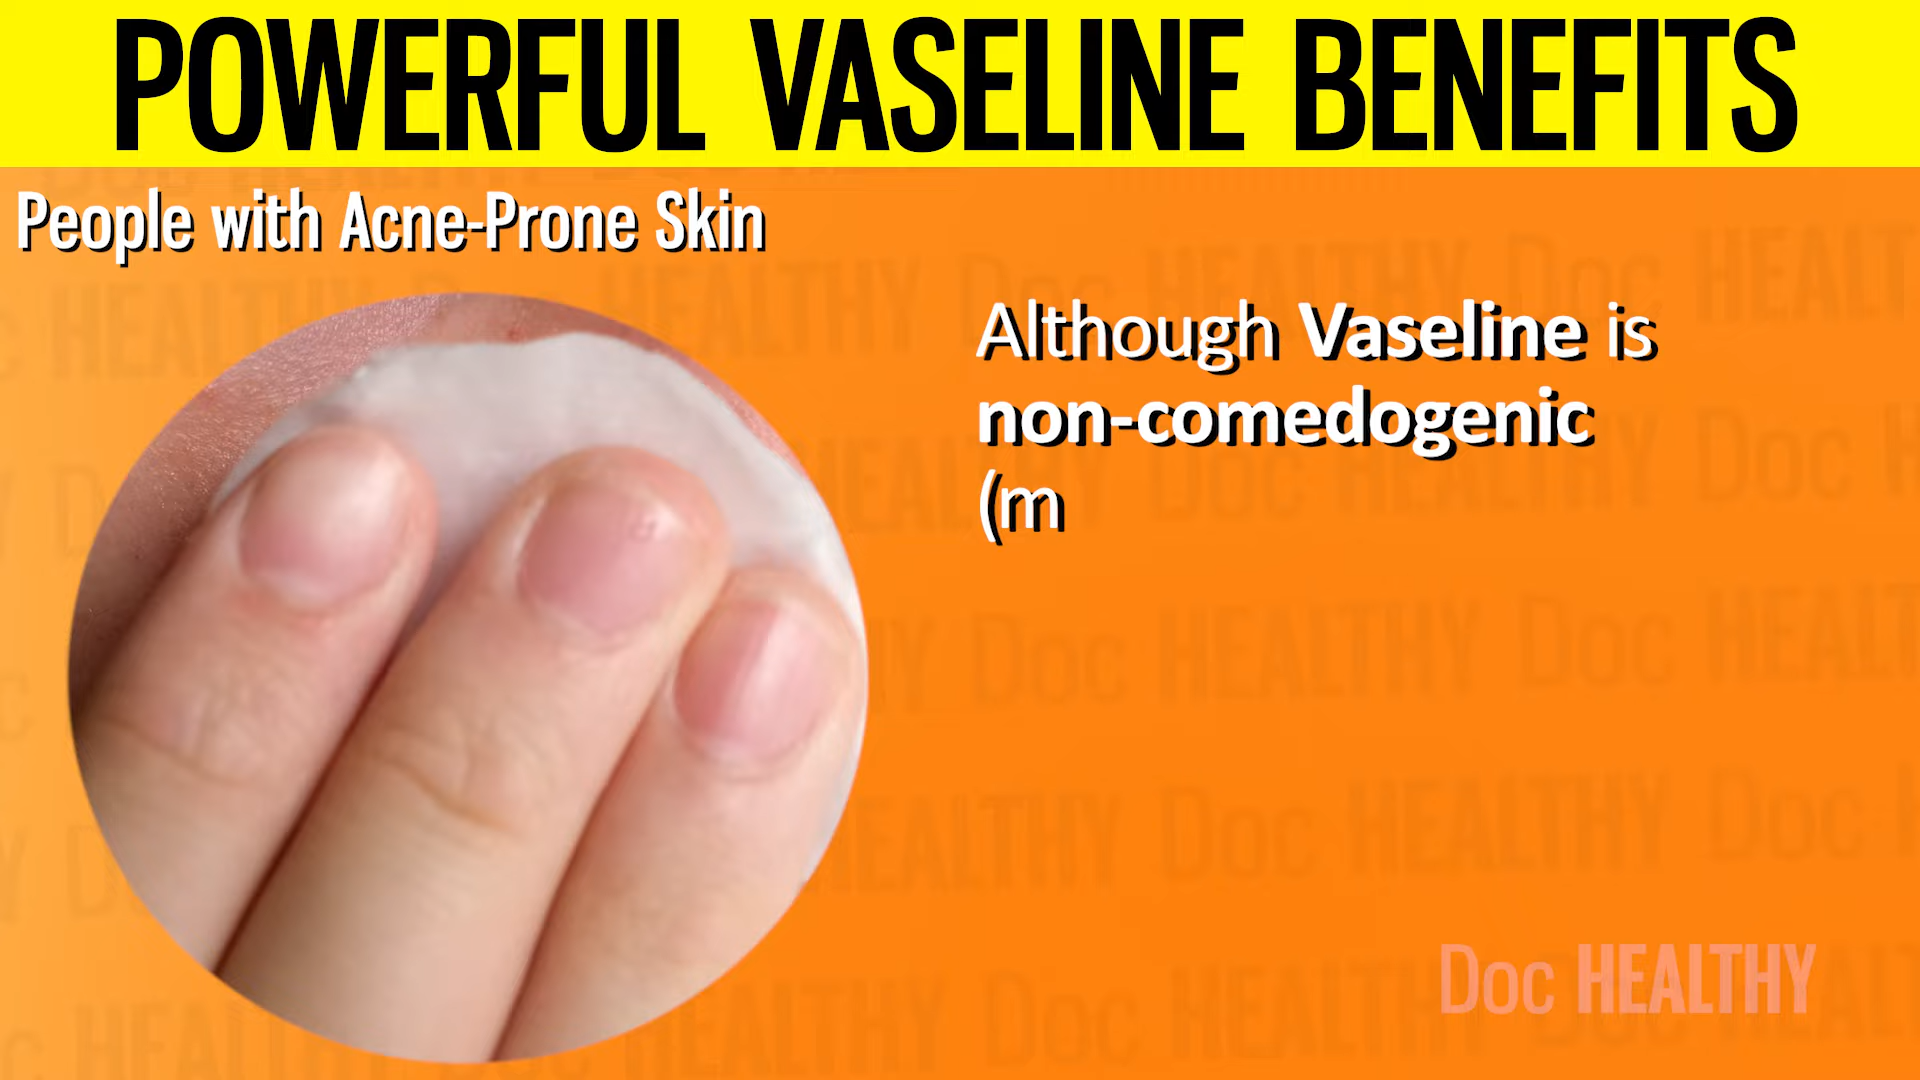 POWERFUL VASELINE BENEFITS
People with Acne-Prone Skin
Although Vaseline is
non-comedogenic
(m
Doc HEALTHY